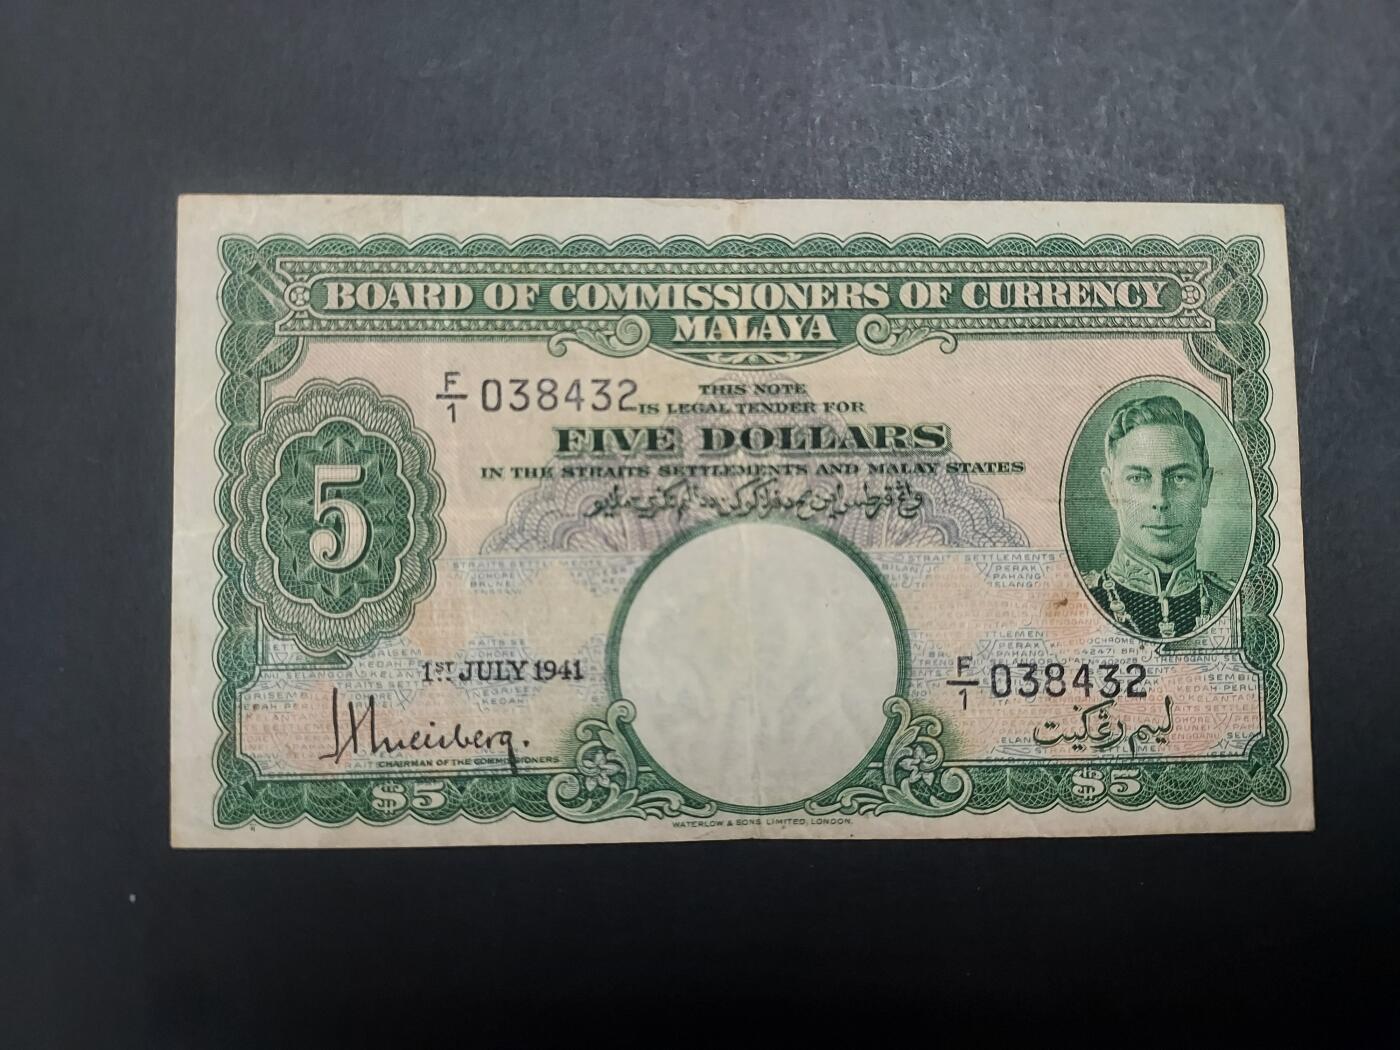 BOARD OF COMMISSIONERS OF CURRENCY
MALAYA
F/1 038432
THIS NOTE
IS LEGAL TENDER FOR
FIVE DOLLARS
IN THE STRAITS SETTLEMENTS AND MALAY STATES
5
1ST JULY 1941
F/1 038432
ليم رڠݢيت
CHAIRMAN OF THE COMMISSIONERS
$5
$5
WATERLOW & SONS LIMITED, LONDON.